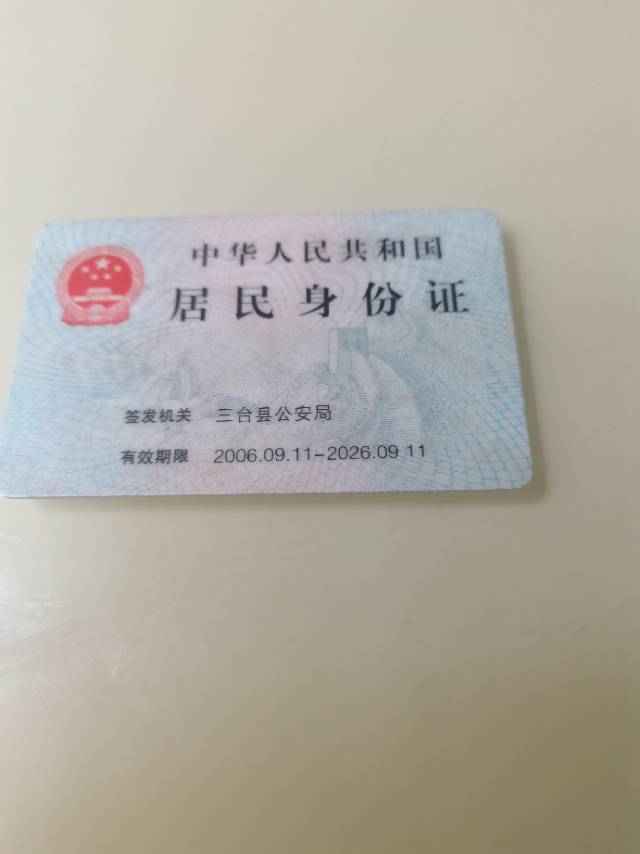 中华人民共和国
居民身份证
签发机关 三台县公安局
有效期限 2006.09.11-2026.09.11